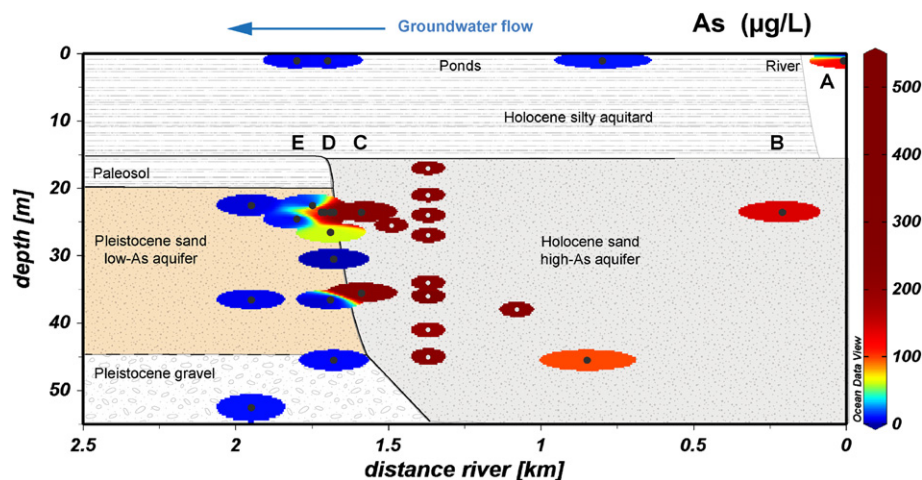 Groundwater flow
As (µg/L)
0
10
20
30
40
50
depth [m]
Ponds
River
A
Holocene silty aquitard
E D C
B
Paleosol
Pleistocene sand
low-As aquifer
Holocene sand
high-As aquifer
Pleistocene gravel
2.5
2
1.5
1
0.5
0
distance river [km]
500
400
300
200
100
0
Ocean Data View